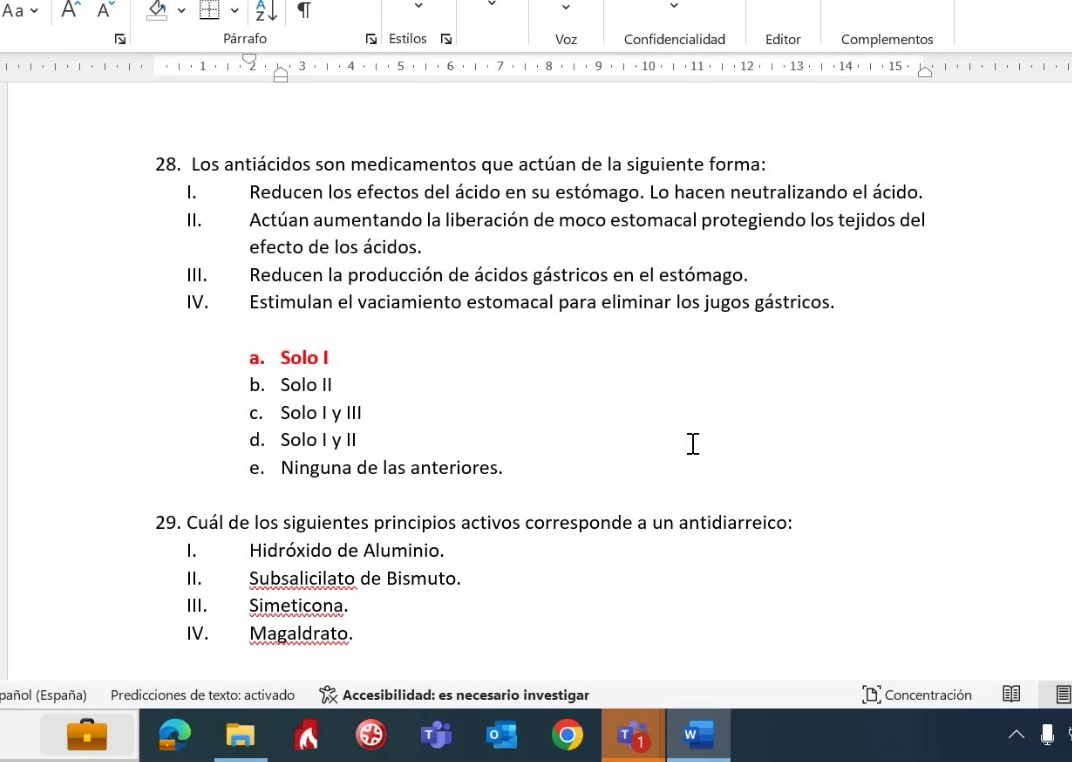 Aa A A A Z ¶
Párrafo Estilos Voz Confidencialidad Editor Complementos
1 2 3 4 5 6 7 8 9 10 11 12 13 14 15
28. Los antiácidos son medicamentos que actúan de la siguiente forma:
I. Reducen los efectos del ácido en su estómago. Lo hacen neutralizando el ácido.
II. Actúan aumentando la liberación de moco estomacal protegiendo los tejidos del
efecto de los ácidos.
III. Reducen la producción de ácidos gástricos en el estómago.
IV. Estimulan el vaciamiento estomacal para eliminar los jugos gástricos.
a. Solo I
b. Solo II
c. Solo I y III
d. Solo I y II
e. Ninguna de las anteriores.
29. Cuál de los siguientes principios activos corresponde a un antidiarreico:
I. Hidróxido de Aluminio.
II. Subsalicilato de Bismuto.
III. Simeticona.
IV. Magaldrato.
pañol (España) Predicciones de texto: activado Accesibilidad: es necesario investigar Concentración
T O T 1 W